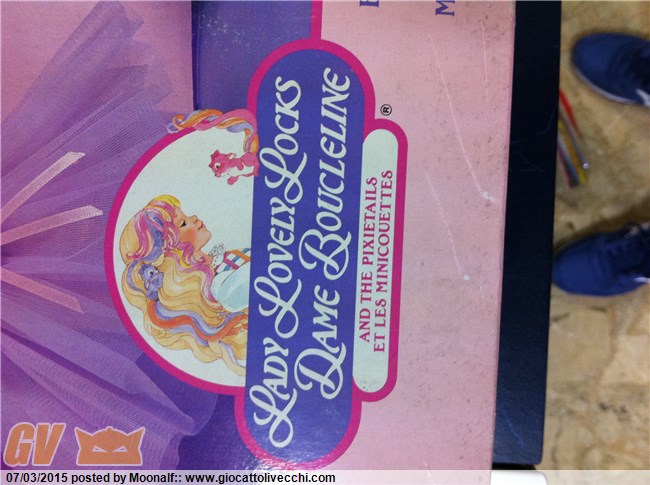 LADY LOVELY LOCKS
DAME BOUCLELINE
®
AND THE PIXIETAILS
ET LES MINICOUETTES
GV
07/03/2015 posted by Moonalf:: www.giocattolivecchi.com